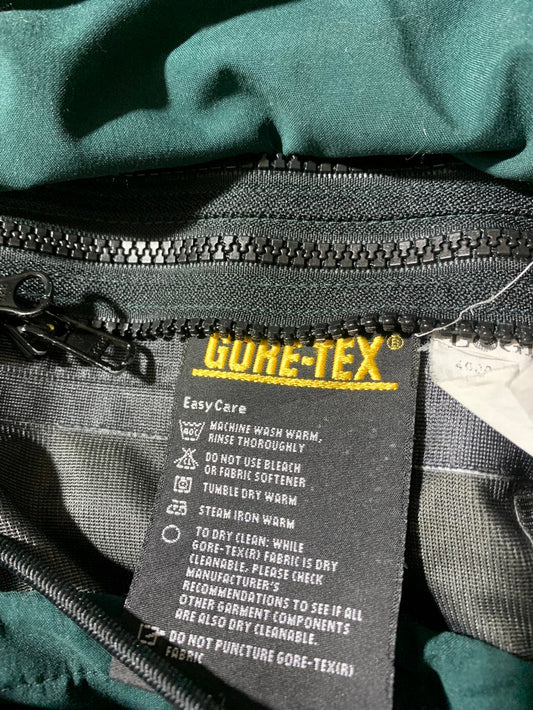 GORE-TEX®
EasyCare
40C
MACHINE WASH WARM,
RINSE THOROUGHLY
DO NOT USE BLEACH
OR FABRIC SOFTENER
TUMBLE DRY WARM
STEAM IRON WARM
TO DRY CLEAN: WHILE
GORE-TEX(R) FABRIC IS DRY
CLEANABLE, PLEASE CHECK
MANUFACTURER'S
RECOMMENDATIONS TO SEE IF ALL
OTHER GARMENT COMPONENTS
ARE ALSO DRY CLEANABLE.
DO NOT PUNCTURE GORE-TEX(R)
FABRIC